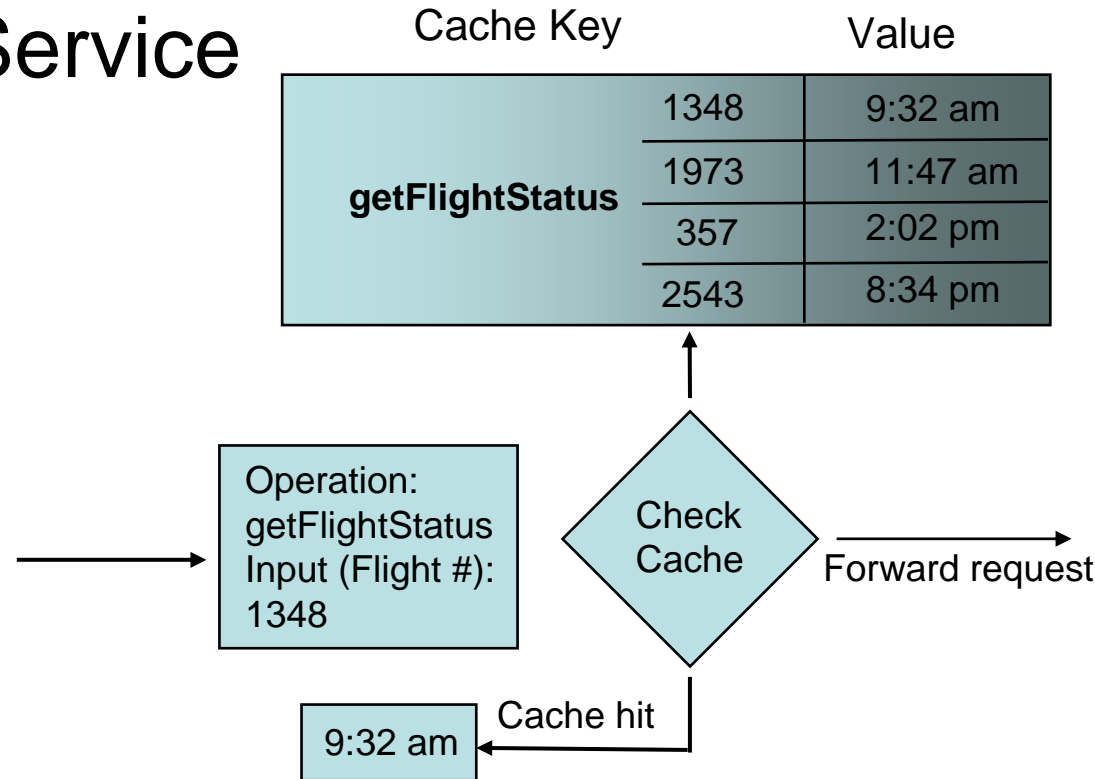 Service
Cache Key Value
1348 9:32 am
1973 11:47 am
getFlightStatus
357 2:02 pm
2543 8:34 pm
Operation:
getFlightStatus
Input (Flight #):
1348
Check
Cache
Forward request
Cache hit
9:32 am